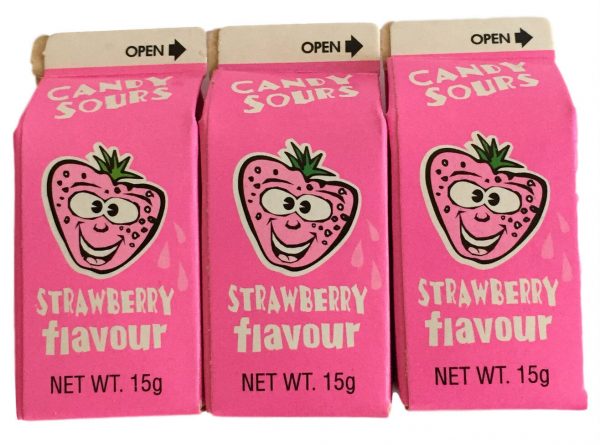 OPEN
CANDY
SOURS
STRAWBERRY
flavour
NET WT. 15g
OPEN
CANDY
SOURS
STRAWBERRY
flavour
NET WT. 15g
OPEN
CANDY
SOURS
STRAWBERRY
flavour
NET WT. 15g